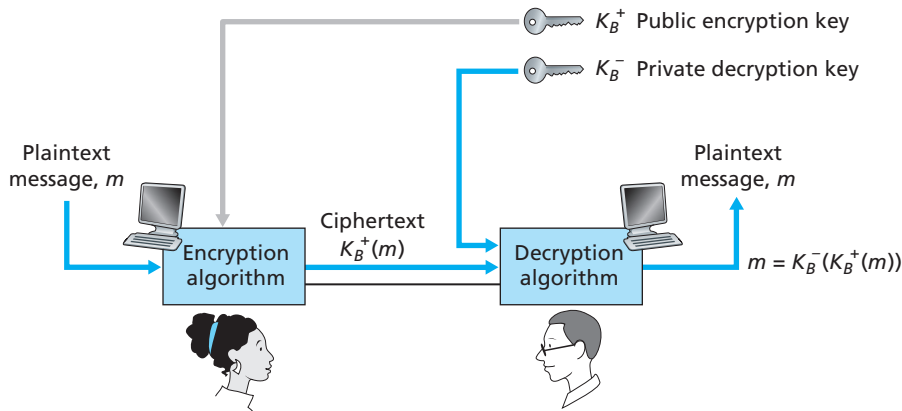 K_B^+ Public encryption key
K_B^- Private decryption key
Plaintext
message, m
Plaintext
message, m
Ciphertext
K_B^+(m)
Encryption
algorithm
Decryption
algorithm
m = K_B^-(K_B^+(m))